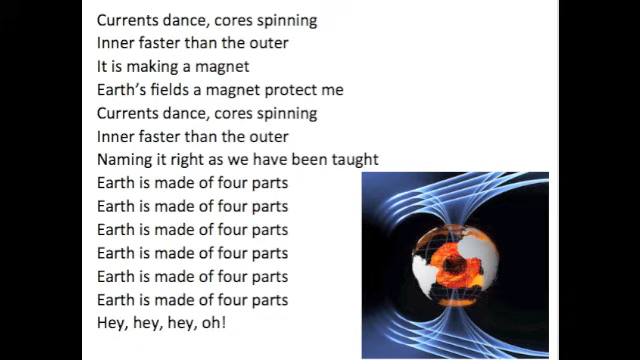 Currents dance, cores spinning
Inner faster than the outer
It is making a magnet
Earth's fields a magnet protect me
Currents dance, cores spinning
Inner faster than the outer
Naming it right as we have been taught
Earth is made of four parts
Earth is made of four parts
Earth is made of four parts
Earth is made of four parts
Earth is made of four parts
Earth is made of four parts
Hey, hey, hey, oh!